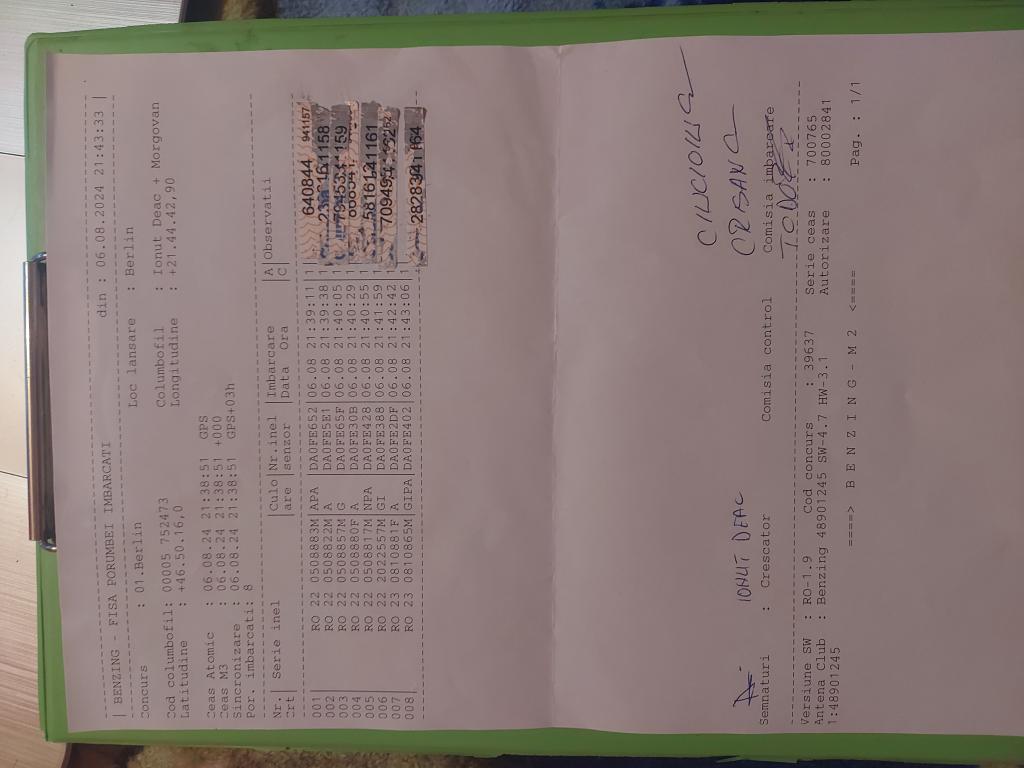 BENZING - FISA PORUMBEI IMBARCATI din : 06.08.2024 21:43:33
Concurs : 01.Berlin Loc lansare : Berlin
Cod columbofil: 00005 752473 Columbofil : Ionut Deac + Morgovan
Latitudine : +46.50.16,0 Longitudine : +21.44.42,90
Ceas Atomic : 06.08.24 21:38:51 GPS
Ceas M3 : 06.08.24 21:38:51 +000
Sincronizare : 06.08.24 21:38:51 GPS+03h
Por. imbarcati: 8
Nr.| Serie inel |Culo|Nr.inel |Imbarcare |A|Observatii
Crt |are |senzor |Data Ora |C|
001| RO 22 0508883M|APA |DA0FE652|06.08 21:39:11|1 640844 941157
002| RO 22 0508822M|A |DA0FE5E1|06.08 21:39:38|1
003| RO 22 0508857M|G |DA0FE65F|06.08 21:40:05|1
004| RO 22 0508880F|A |DA0FE30B|06.08 21:40:29|1
005| RO 22 0508817M|NPA |DA0FE428|06.08 21:40:55|1
006| RO 22 2022557M|GI |DA0FE388|06.08 21:41:59|1
007| RO 23 0810881F|A |DA0FE2DF|06.08 21:42:42|1
008| RO 23 0810865M|GIPA|DA0FE402|06.08 21:43:06|1
IONUT DEAC
CRISANC
Semnaturi : Crescator Comisia control Comisia imbarcare
Versiune SW : RO-1.9 Cod concurs : 39637 Serie ceas : 700765
Antena Club : Benzing 48901245 SW-4.7 HW-3.1 Autorizare : 80002841
1:48901245
====> B E N Z I N G - M 2 <==== Pag. : 1/1